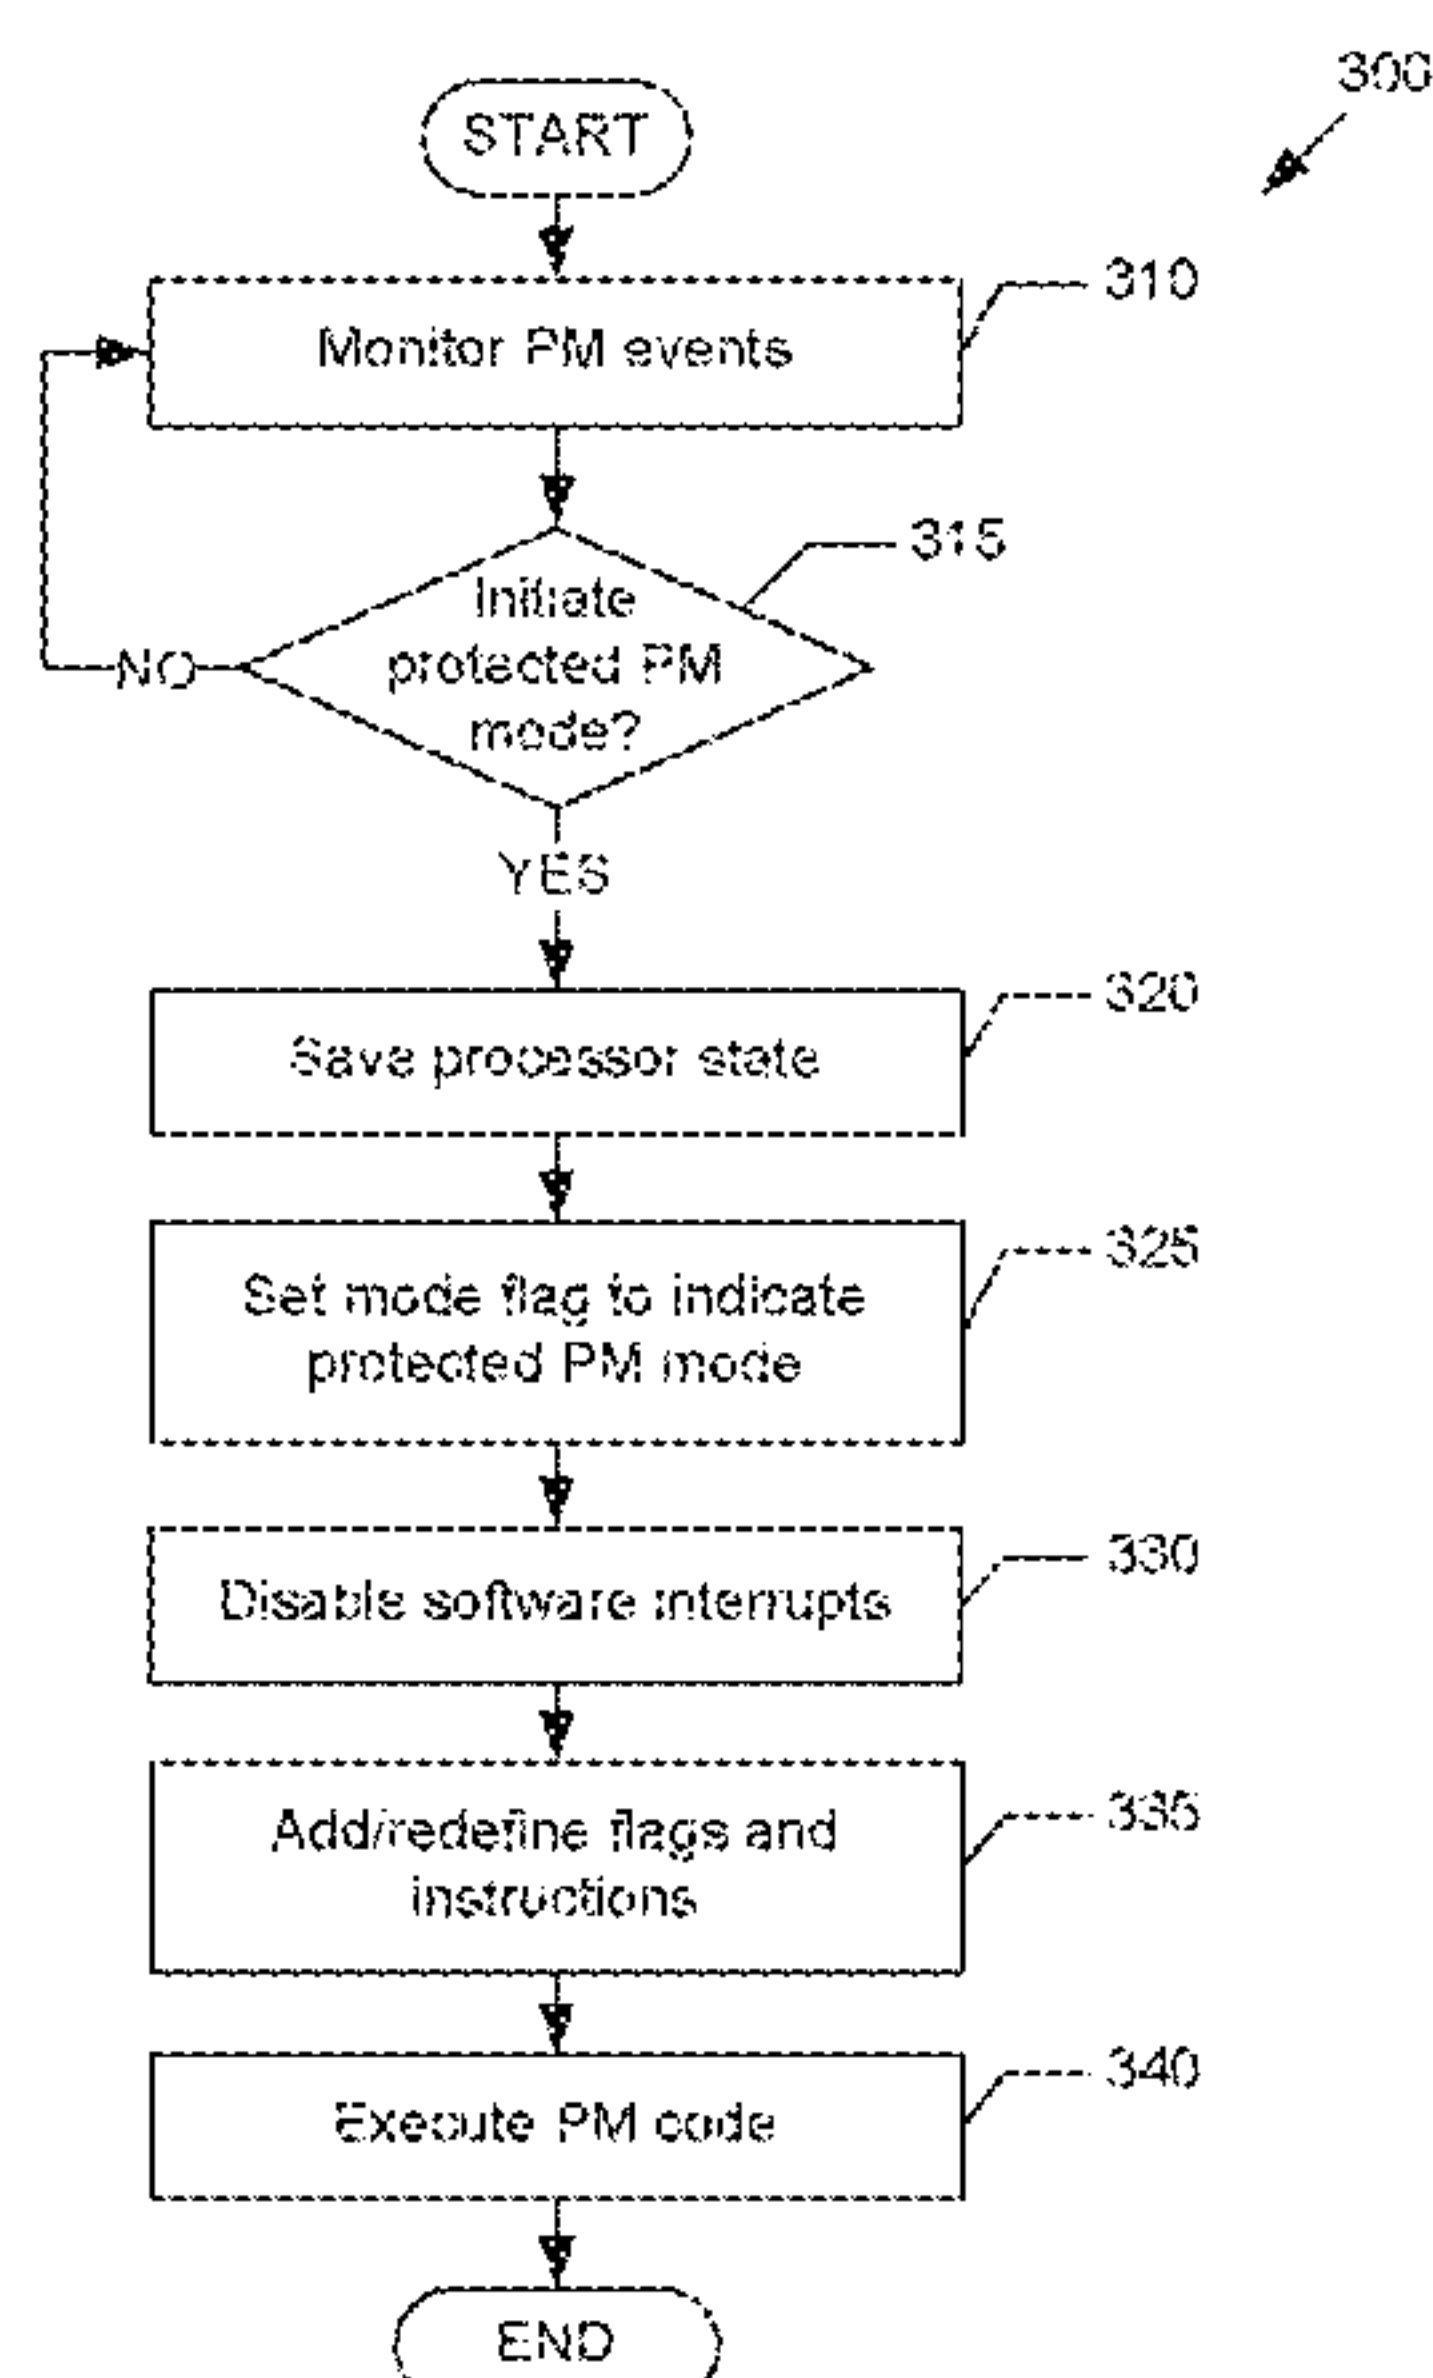 300
START
Monitor PM events
310
Initiate
protected PM
mode?
315
NO
YES
Save processor state
320
Set mode flag to indicate
protected PM mode
325
Disable software interrupts
330
Add/redefine flags and
instructions
335
Execute PM code
340
END